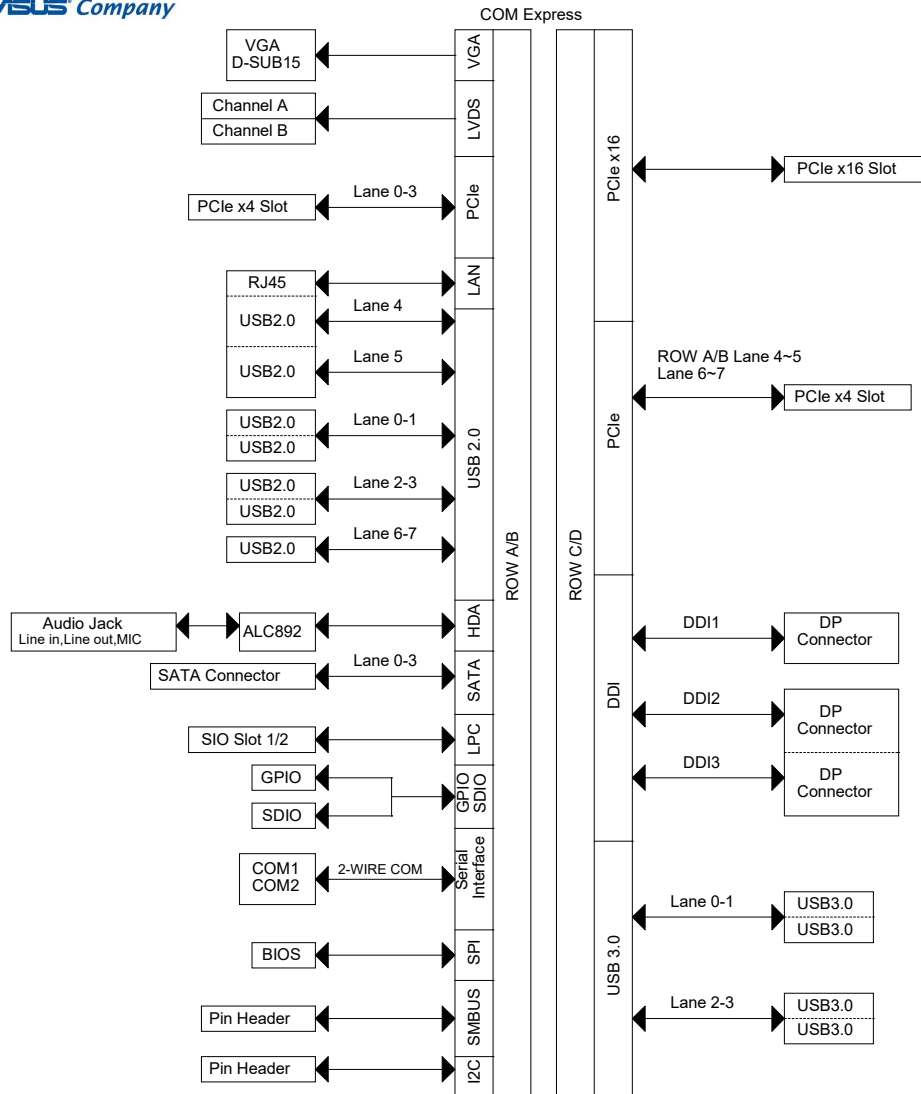 ASUS Company
COM Express
VGA
D-SUB15
VGA
Channel A
Channel B
LVDS
PCIe x4 Slot
Lane 0-3
PCIe
RJ45
LAN
USB2.0
Lane 4
USB2.0
Lane 5
USB2.0
USB2.0
Lane 0-1
USB2.0
USB2.0
Lane 2-3
USB2.0
Lane 6-7
USB 2.0
Audio Jack
Line in,Line out,MIC
ALC892
HDA
SATA Connector
Lane 0-3
SATA
SIO Slot 1/2
LPC
GPIO
SDIO
GPIO
SDIO
COM1
COM2
2-WIRE COM
Serial
Interface
BIOS
SPI
Pin Header
SMBUS
Pin Header
I2C
ROW A/B
ROW C/D
PCIe x16
PCIe x16 Slot
PCIe
ROW A/B Lane 4~5
Lane 6~7
PCIe x4 Slot
DDI
DDI1
DP
Connector
DDI2
DP
Connector
DDI3
DP
Connector
USB 3.0
Lane 0-1
USB3.0
USB3.0
Lane 2-3
USB3.0
USB3.0